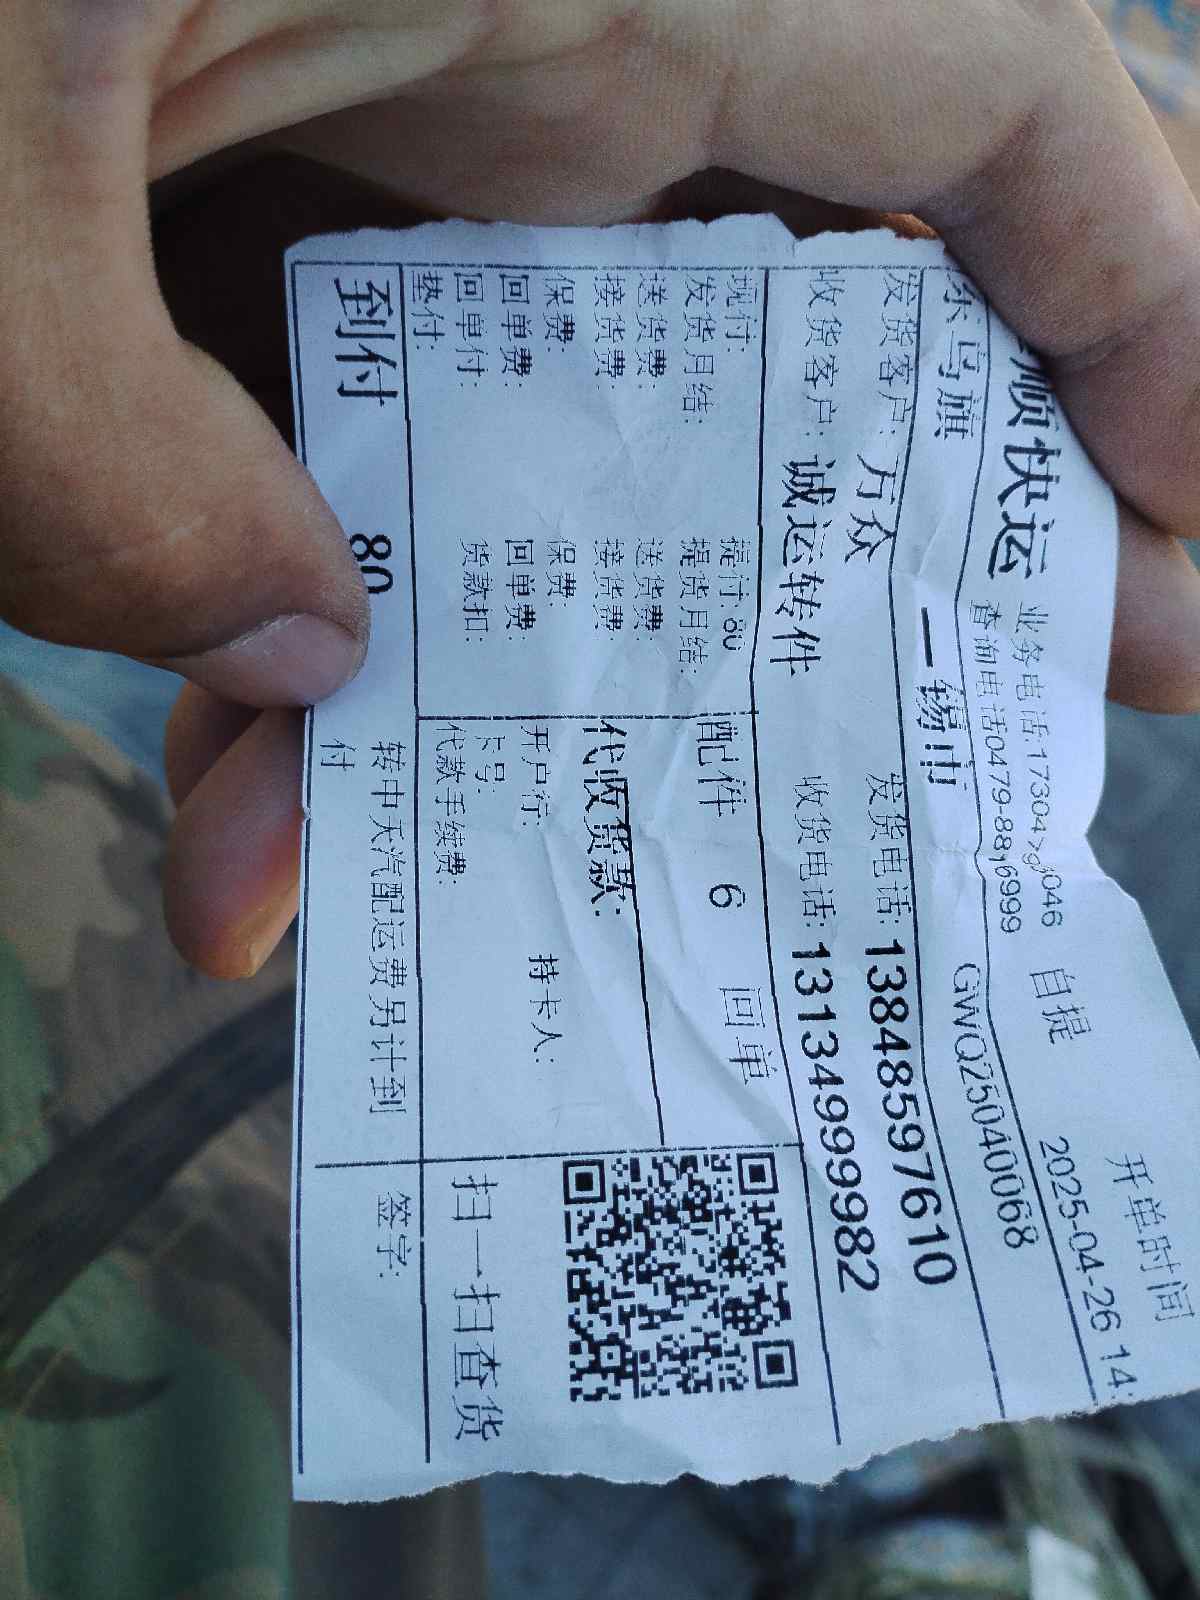 顺快运
业务电话:17304 046 自提
开单时间
查询电话0479-8816999
2025-04-26 14:
东乌旗 — 锡市
GWQ25040068
发货客户: 万众 发货电话: 13848597610
收货客户: 诚运转件 收货电话: 13134999982
现付: 提付: 80 配件 6 回单
发货月结: 提货月结:
送货费: 送货费:
接货费: 接货费: 代收货款:
保费: 保费: 开户行: 持卡人:
回单费: 回单费: 卡号:
回单付: 货款扣: 代款手续费:
垫付:
扫一扫查货
到付 80 转中天汽配运费另计到付
签字: